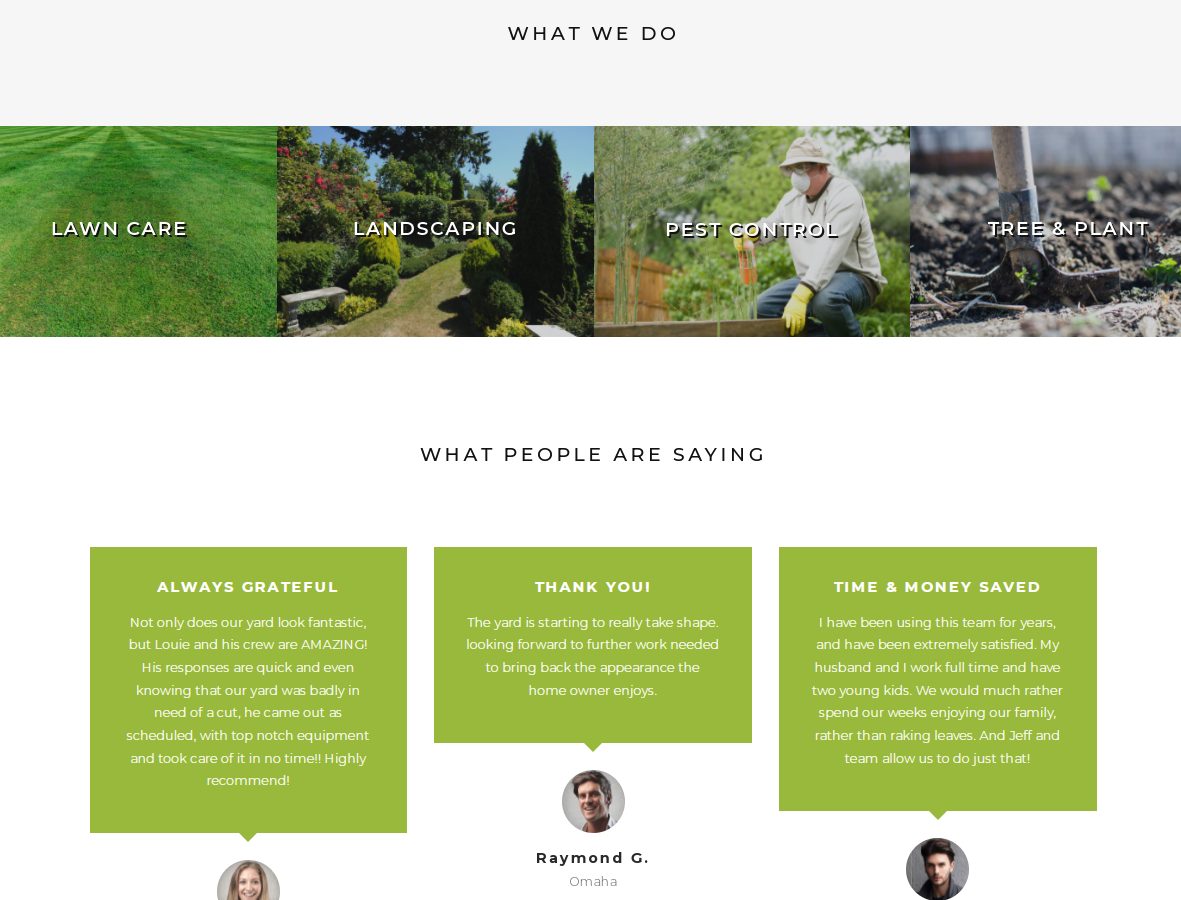 WHAT WE DO
LAWN CARE
LANDSCAPING
PEST CONTROL
TREE & PLANT
WHAT PEOPLE ARE SAYING
ALWAYS GRATEFUL
Not only does our yard look fantastic,
but Louie and his crew are AMAZING!
His responses are quick and even
knowing that our yard was badly in
need of a cut, he came out as
scheduled, with top notch equipment
and took care of it in no time!! Highly
recommend!
THANK YOU!
The yard is starting to really take shape.
looking forward to further work needed
to bring back the appearance the
home owner enjoys.
Raymond G.
Omaha
TIME & MONEY SAVED
I have been using this team for years,
and have been extremely satisfied. My
husband and I work full time and have
two young kids. We would much rather
spend our weeks enjoying our family,
rather than raking leaves. And Jeff and
team allow us to do just that!